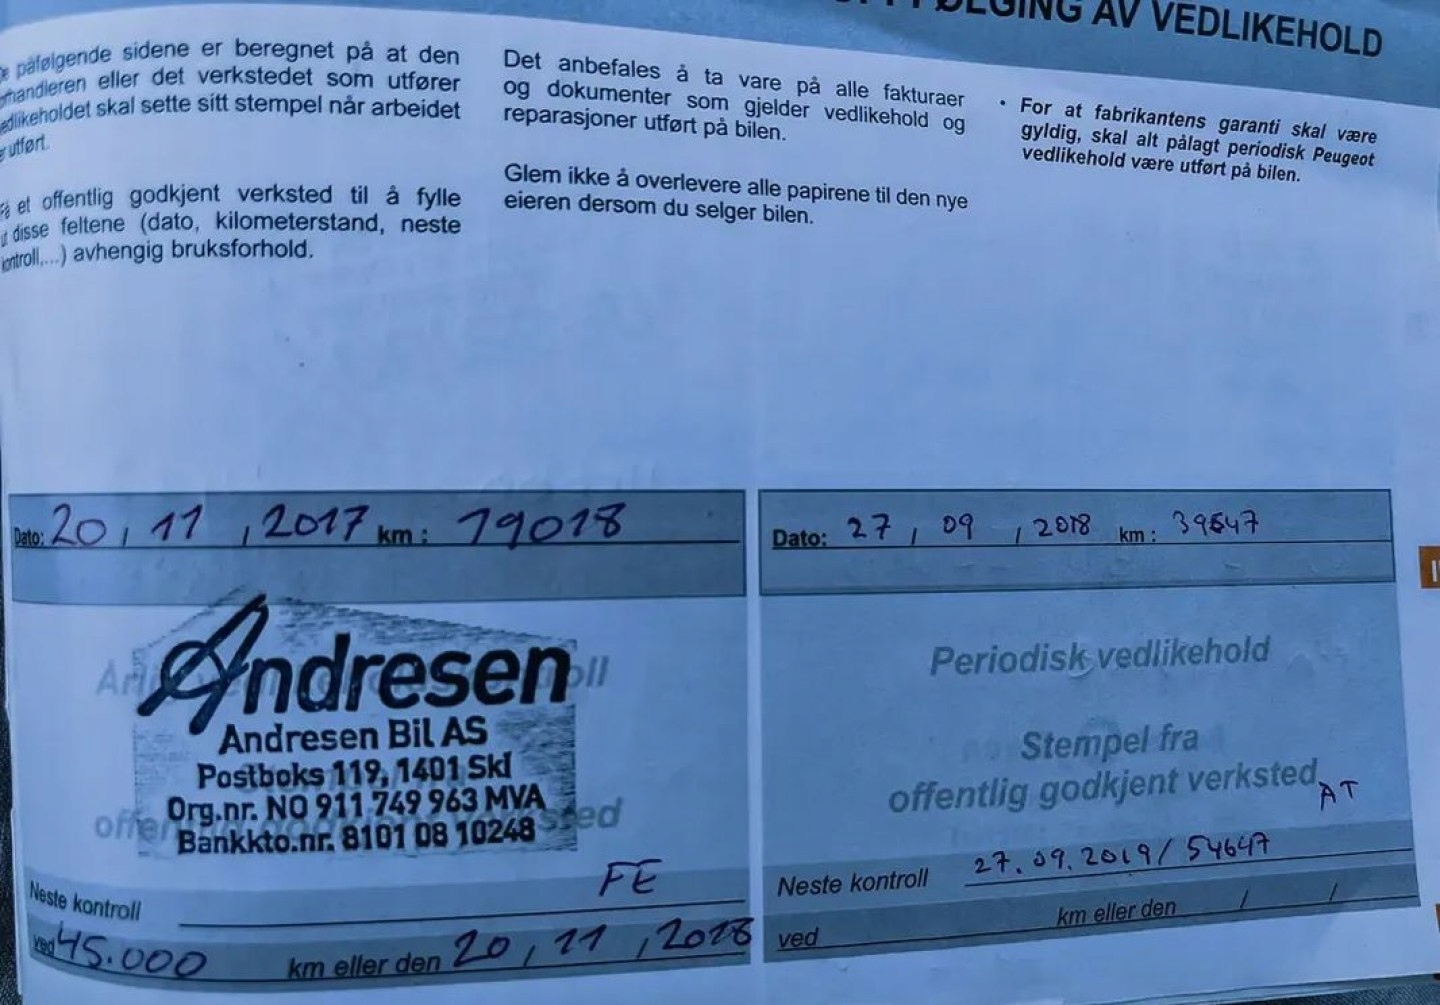 ØLGING AV VEDLIKEHOLD
påfølgende sidene er beregnet på at den
eller det verkstedet som utfører
skal sette sitt stempel når arbeidet
utført.
Få et offentlig godkjent verksted til å fylle
ut disse feltene (dato, kilometerstand, neste
kontroll,...) avhengig bruksforhold.
Det anbefales å ta vare på alle fakturaer
og dokumenter som gjelder vedlikehold og
reparasjoner utført på bilen.
Glem ikke å overlevere alle papirene til den nye
eieren dersom du selger bilen.
• For at fabrikantens garanti skal være
gyldig, skal alt pålagt periodisk Peugeot
vedlikehold være utført på bilen.
Dato: 20 / 11 / 2017 km: 19018
Andresen
Andresen Bil AS
Postboks 119, 1401 Ski
Org.nr. NO 911 749 963 MVA
Bankkto.nr. 8101 08 10248
FE
Neste kontroll
ved 45.000 km eller den 20 / 11 / 2018
Dato: 27 / 09 / 2018 km: 39647
Periodisk vedlikehold
Stempel fra
offentlig godkjent verksted
AT
Neste kontroll 27.09.2019/ 54647
ved km eller den / /